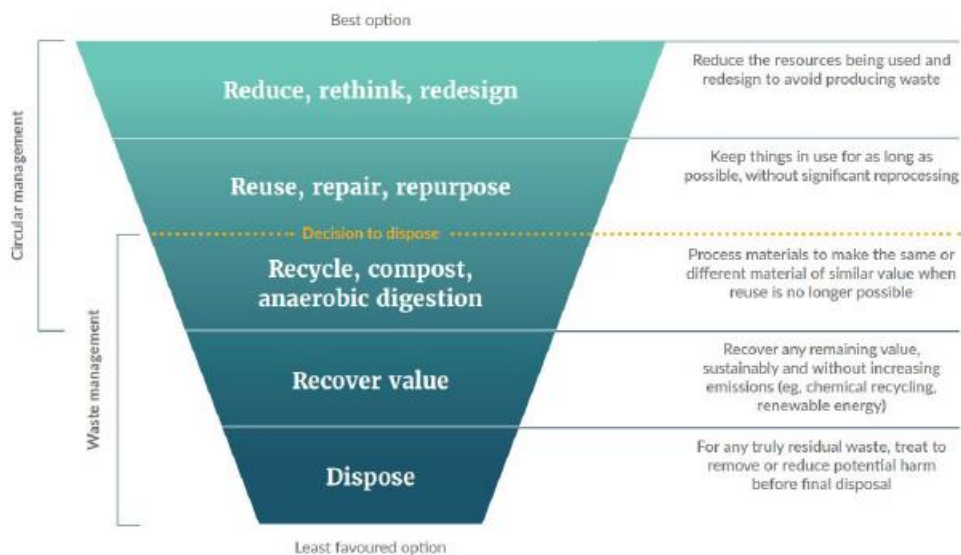 Best option
Circular management
Waste management
Reduce, rethink, redesign
Reduce the resources being used and
redesign to avoid producing waste
Reuse, repair, repurpose
Keep things in use for as long as
possible, without significant reprocessing
Decision to dispose
Recycle, compost,
anaerobic digestion
Process materials to make the same or
different material of similar value when
reuse is no longer possible
Recover value
Recover any remaining value,
sustainably and without increasing
emissions (eg, chemical recycling,
renewable energy)
Dispose
For any truly residual waste, treat to
remove or reduce potential harm
before final disposal
Least favoured option